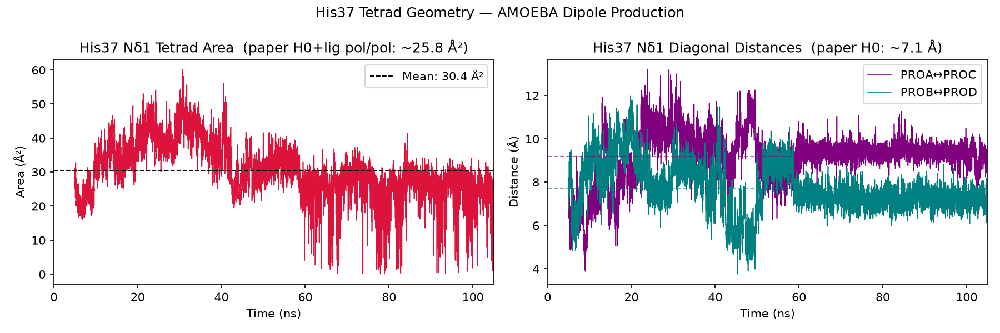 His37 Tetrad Geometry — AMOEBA Dipole Production
His37 Nδ1 Tetrad Area  (paper H0+lig pol/pol: ~25.8 Å²)
Mean: 30.4 Å²
Area (Å²)
60
50
40
30
20
10
0
0 20 40 60 80 100
Time (ns)
His37 Nδ1 Diagonal Distances  (paper H0: ~7.1 Å)
PROA↔PROC
PROB↔PROD
Distance (Å)
12
10
8
6
4
0 20 40 60 80 100
Time (ns)